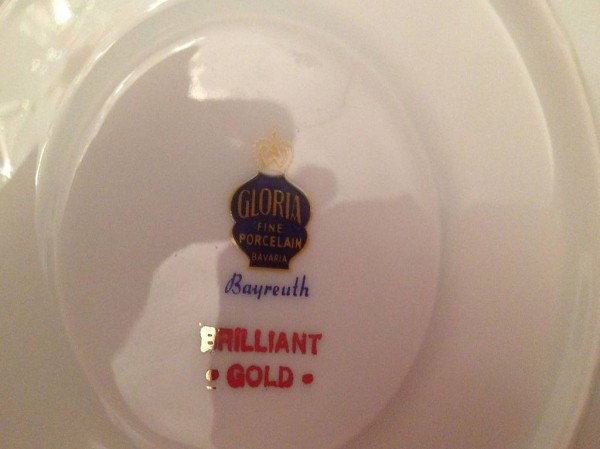 GLORIA
FINE
PORCELAIN
BAVARIA
Bayreuth
BRILLIANT
• GOLD •